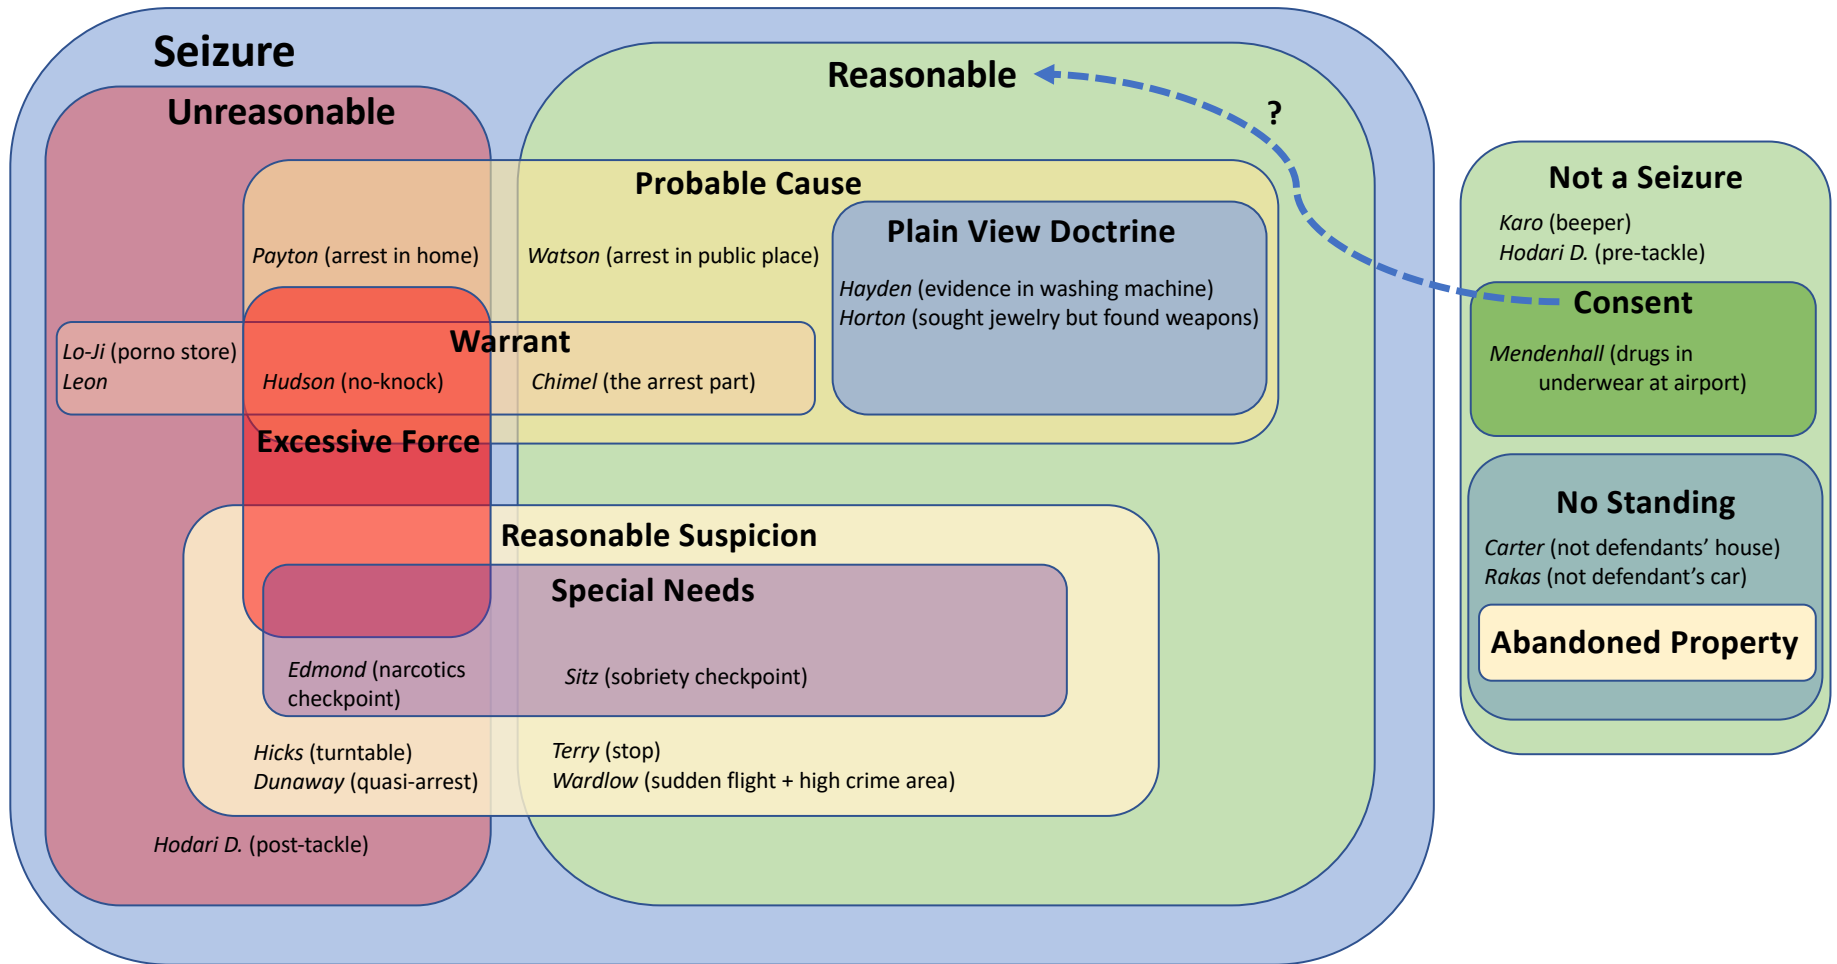 Seizure
Unreasonable
Reasonable
?
Probable Cause
Payton (arrest in home)
Watson (arrest in public place)
Plain View Doctrine
Hayden (evidence in washing machine)
Horton (sought jewelry but found weapons)
Warrant
Lo-Ji (porno store)
Leon
Hudson (no-knock)
Chimel (the arrest part)
Excessive Force
Reasonable Suspicion
Special Needs
Edmond (narcotics
checkpoint)
Sitz (sobriety checkpoint)
Hicks (turntable)
Dunaway (quasi-arrest)
Terry (stop)
Wardlow (sudden flight + high crime area)
Hodari D. (post-tackle)
Not a Seizure
Karo (beeper)
Hodari D. (pre-tackle)
Consent
Mendenhall (drugs in
underwear at airport)
No Standing
Carter (not defendants’ house)
Rakas (not defendant’s car)
Abandoned Property